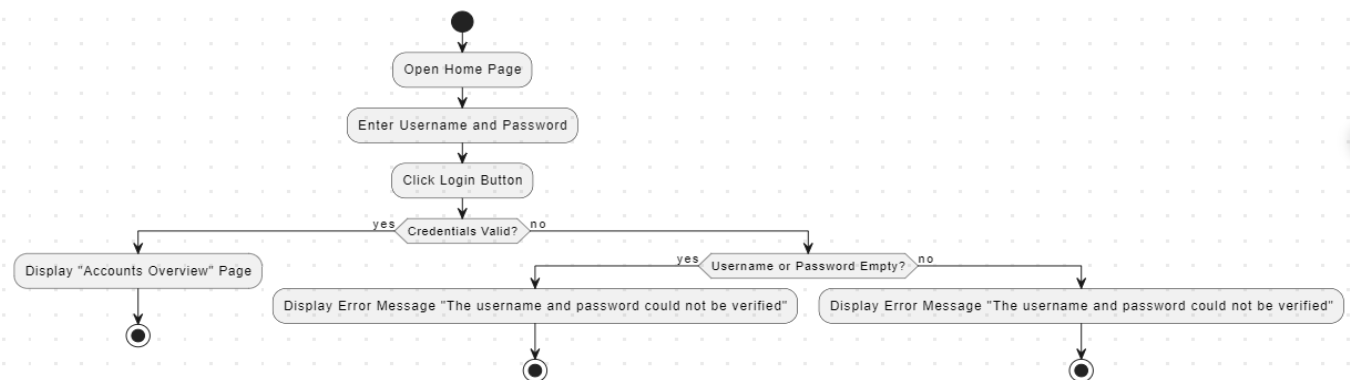 Open Home Page
Enter Username and Password
Click Login Button
yes
Credentials Valid?
no
Display "Accounts Overview" Page
yes
Username or Password Empty?
no
Display Error Message "The username and password could not be verified"
Display Error Message "The username and password could not be verified"